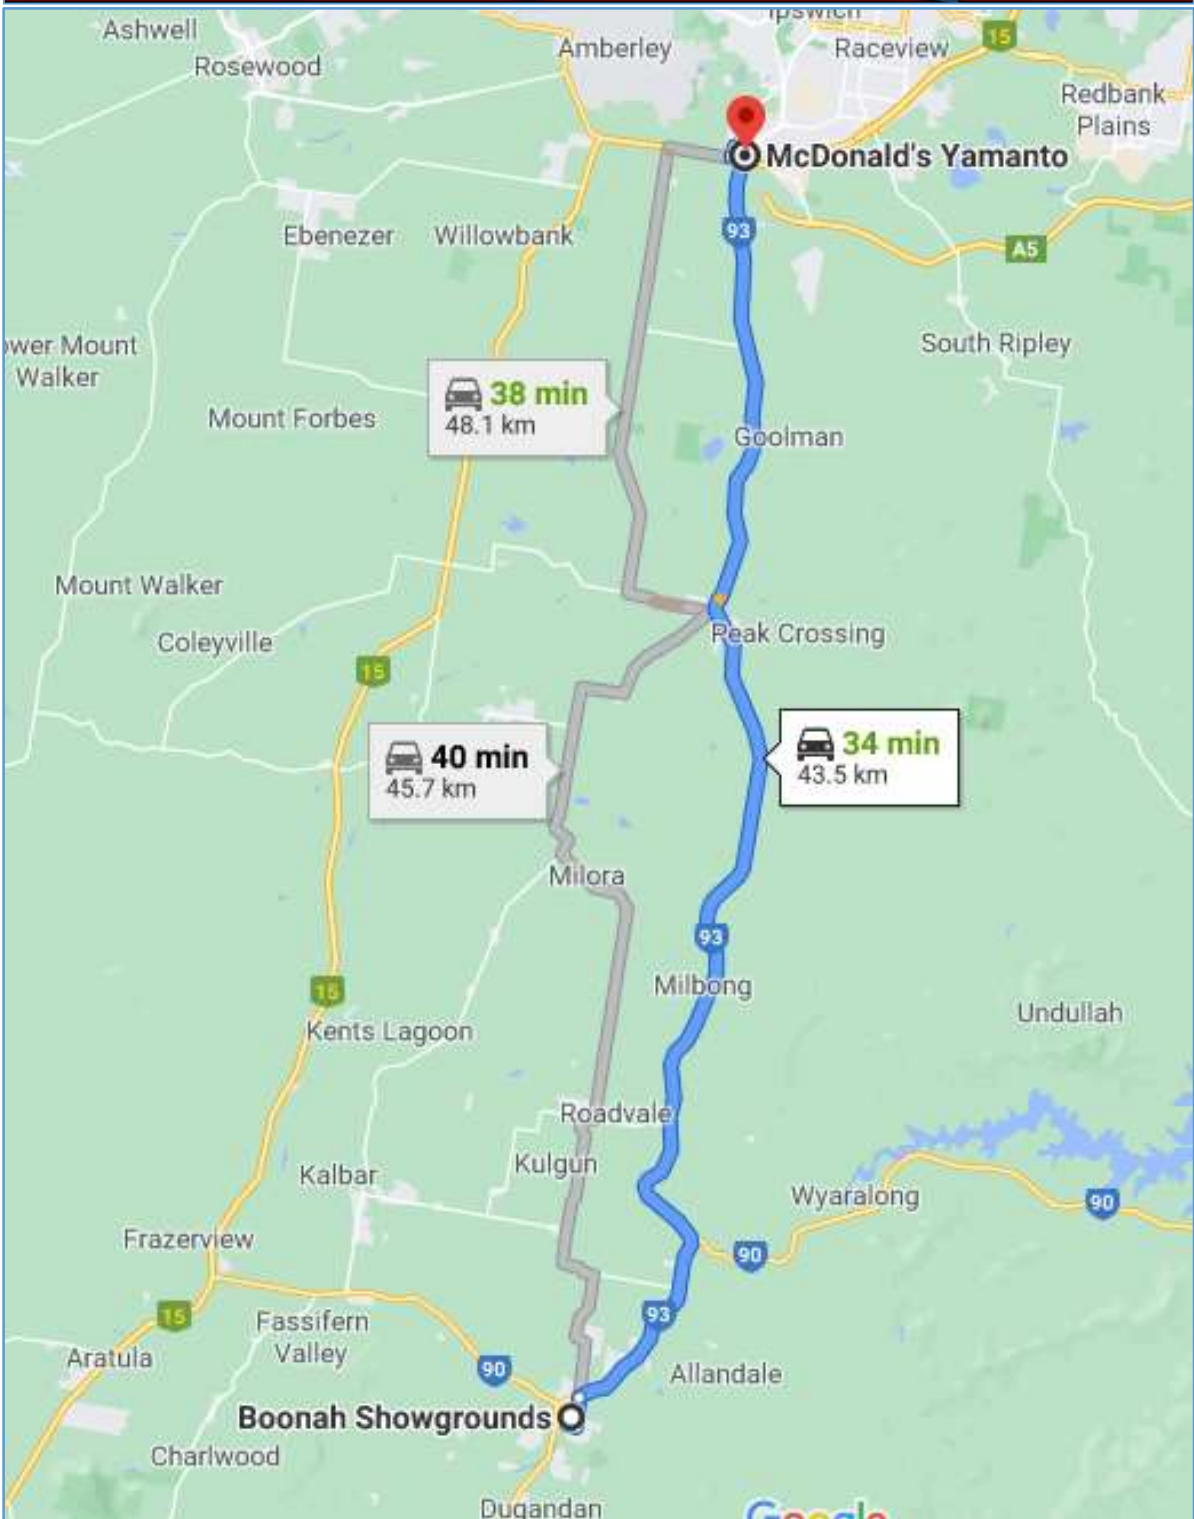 Ipswich
Ashwell
Amberley
Raceview
15
Rosewood
Redbank
Plains
McDonald's Yamanto
93
Ebenezer
Willowbank
A5
South Ripley
ower Mount
Walker
38 min
48.1 km
Mount Forbes
Goolman
Mount Walker
Coleyville
Peak Crossing
15
40 min
45.7 km
34 min
43.5 km
Milora
93
Milbong
15
Kents Lagoon
Undullah
Roadvale
Kulgun
Kalbar
Wyaralong
90
Frazerview
90
15
93
Fassifern
Valley
Aratula
90
Allandale
Boonah Showgrounds
Charlwood
Dugandan
Google